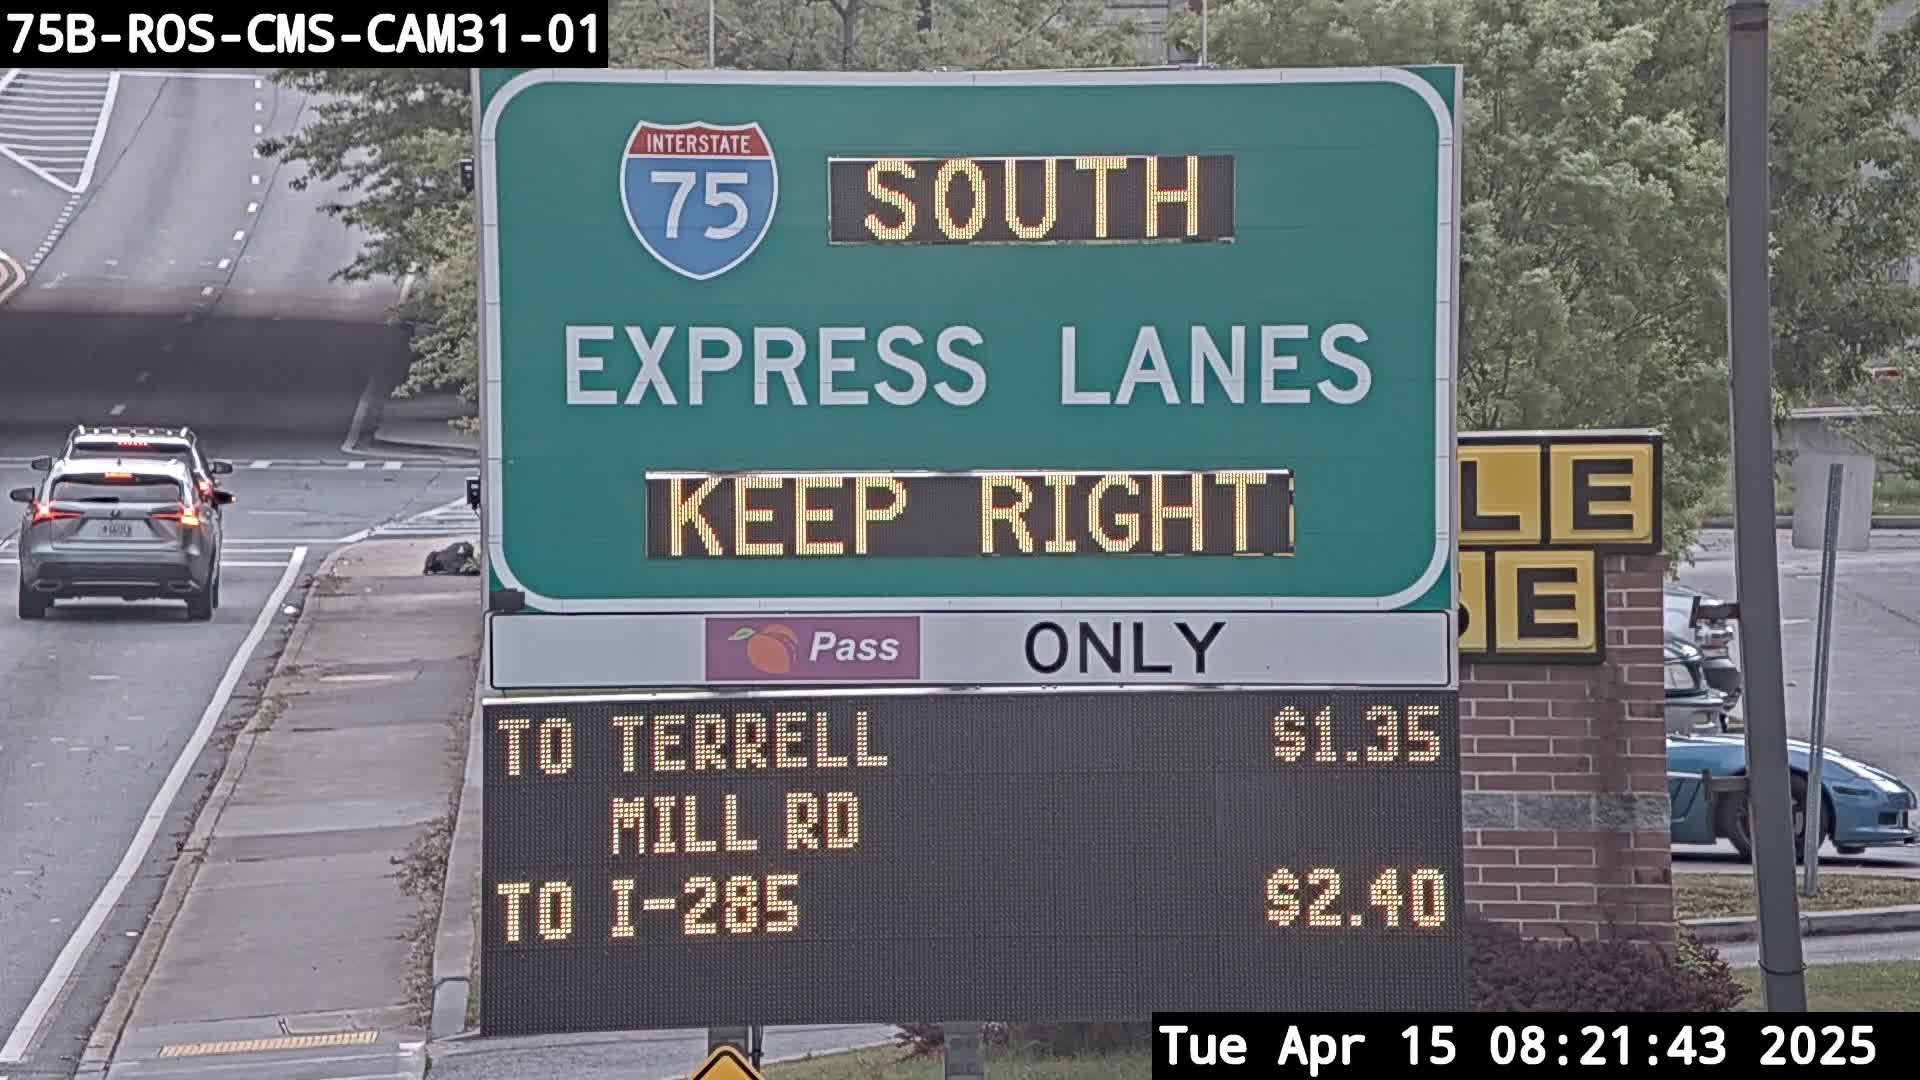 75B-ROS-CMS-CAM31-01
INTERSTATE
75
SOUTH
EXPRESS LANES
KEEP RIGHT
Pass ONLY
TO TERRELL $1.35
MILL RD
TO I-285 $2.40
LE
E
Tue Apr 15 08:21:43 2025